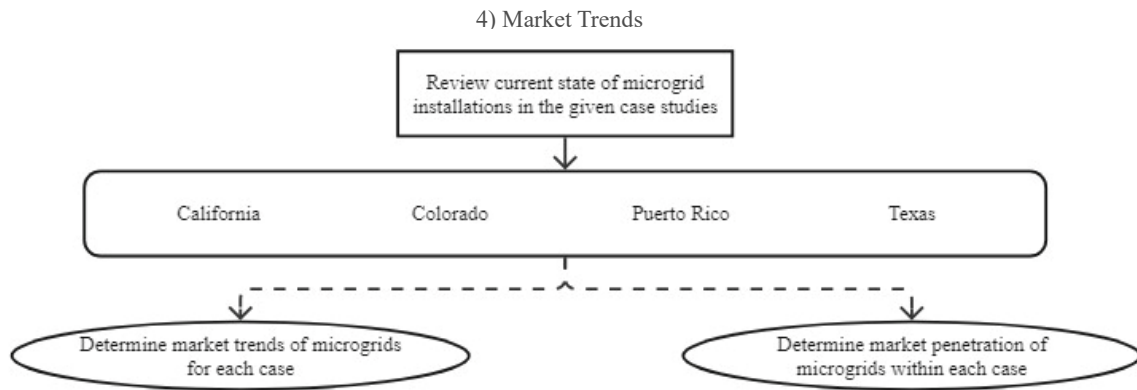 4) Market Trends
Review current state of microgrid
installations in the given case studies
California Colorado Puerto Rico Texas
Determine market trends of microgrids
for each case
Determine market penetration of
microgrids within each case